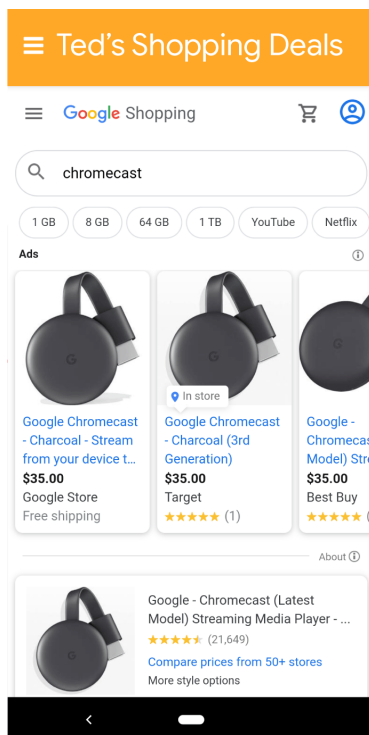 Ted's Shopping Deals
Google Shopping
chromecast
1 GB
8 GB
64 GB
1 TB
YouTube
Netflix
Ads
In store
Google Chromecast
- Charcoal - Stream
from your device t...
$35.00
Google Store
Free shipping
Google Chromecast
- Charcoal (3rd
Generation)
$35.00
Target
★★★★★ (1)
Google -
Chromecas
Model) Stre
$35.00
Best Buy
★★★★★ (
About
Google - Chromecast (Latest
Model) Streaming Media Player - ...
(21,649)
Compare prices from 50+ stores
More style options